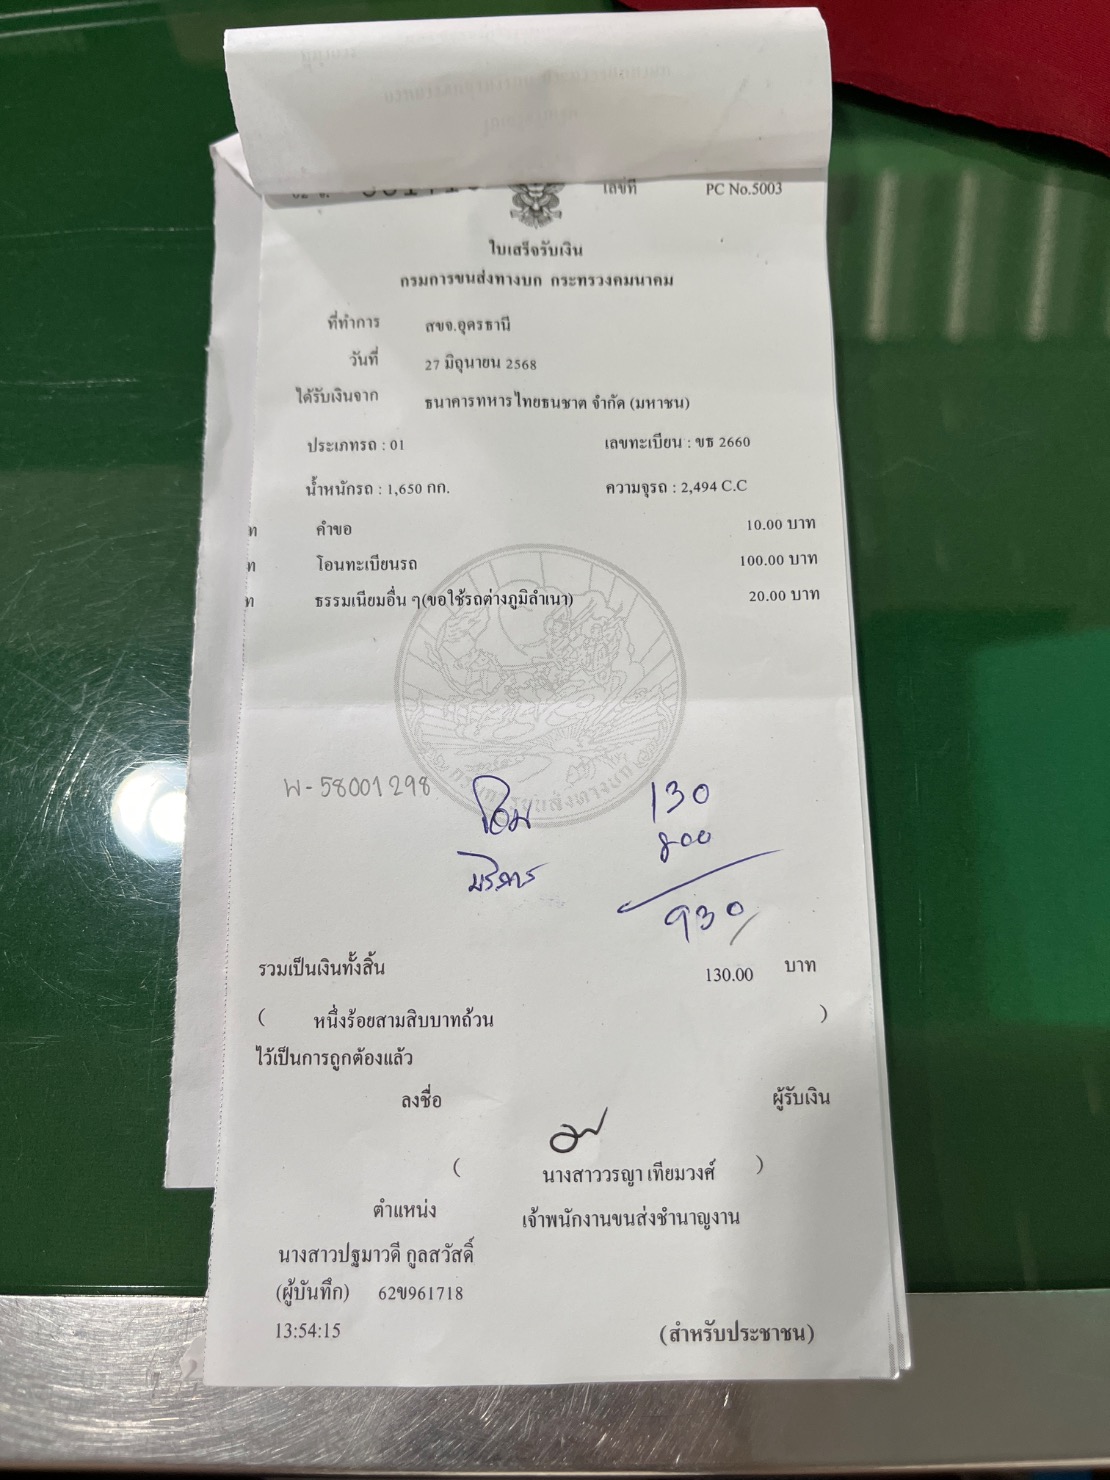 เลขที่ PC No.5003
ใบเสร็จรับเงิน
กรมการขนส่งทางบก กระทรวงคมนาคม
ที่ทำการ สขจ.อุดรธานี
วันที่ 27 มิถุนายน 2568
ได้รับเงินจาก ธนาคารทหารไทยธนชาต จำกัด (มหาชน)
ประเภทรถ : 01 เลขทะเบียน : ขธ 2660
น้ำหนักรถ : 1,650 กก. ความจุรถ : 2,494 C.C
ท คำขอ 10.00 บาท
ท โอนทะเบียนรถ 100.00 บาท
ท ธรรมเนียมอื่น ๆ(ขอใช้รถต่างภูมิลำเนา) 20.00 บาท
พ-58001298 โอน 130
บริการ 800
930
รวมเป็นเงินทั้งสิ้น 130.00 บาท
( หนึ่งร้อยสามสิบบาทถ้วน )
ไว้เป็นการถูกต้องแล้ว
ลงชื่อ ผู้รับเงิน
( นางสาววรญา เทียมวงศ์ )
ตำแหน่ง เจ้าพนักงานขนส่งชำนาญงาน
นางสาวปฐมาวดี กูลสวัสดิ์
(ผู้บันทึก) 62ข961718
13:54:15 (สำหรับประชาชน)